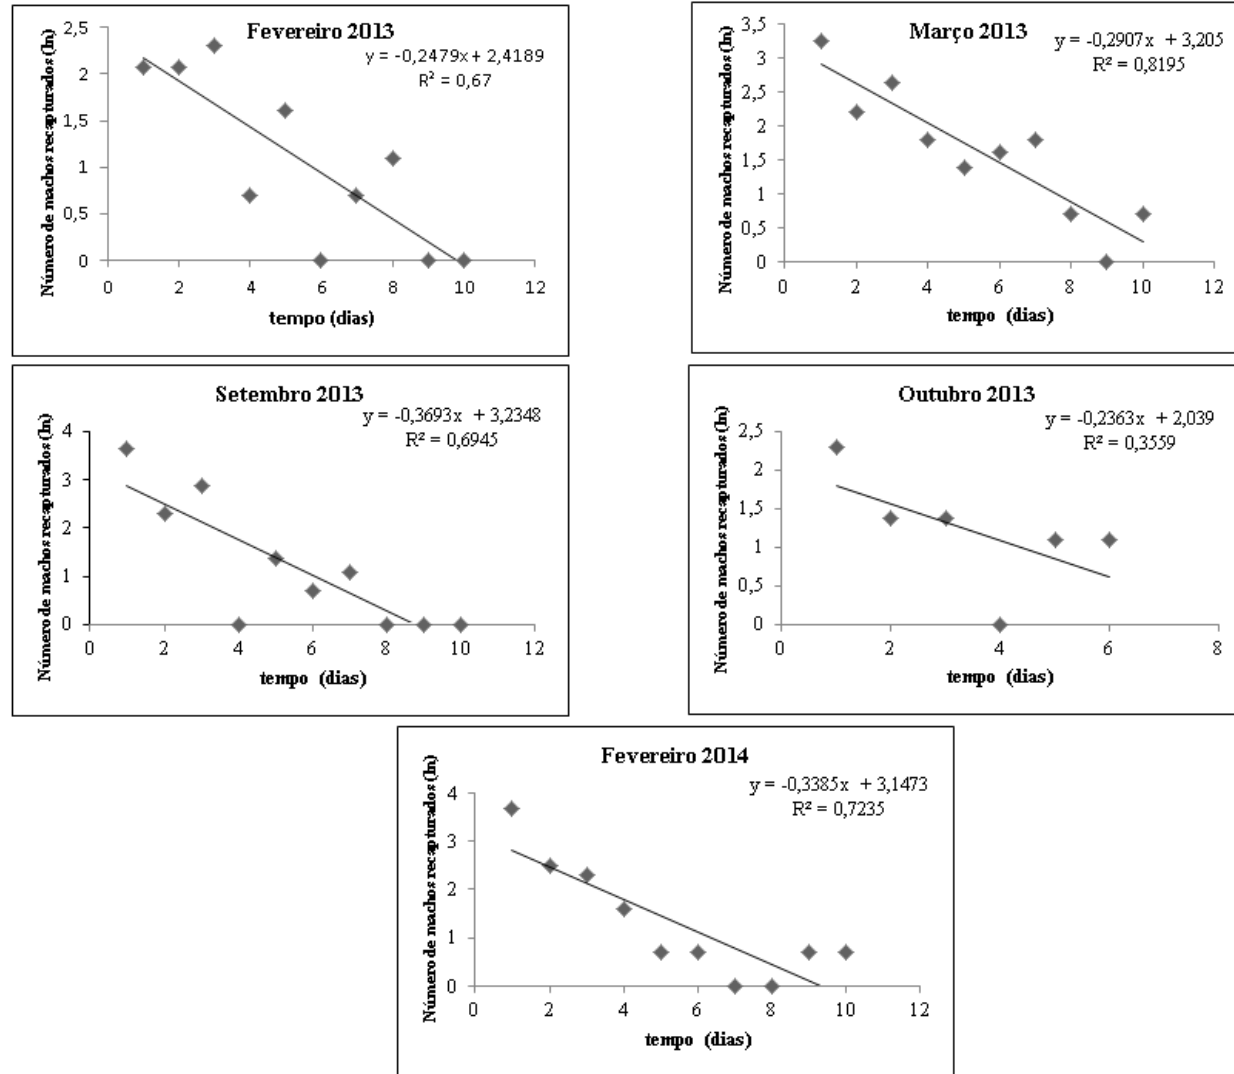 Fevereiro 2013
y = -0,2479x + 2,4189
R² = 0,67
Número de machos recapturados (ln)
2,5
2
1,5
1
0,5
0
0 2 4 6 8 10 12
tempo (dias)
Março 2013
y = -0,2907x + 3,205
R² = 0,8195
Número de machos recapturados (ln)
3,5
3
2,5
2
1,5
1
0,5
0
0 2 4 6 8 10 12
tempo (dias)
Setembro 2013
y = -0,3693x + 3,2348
R² = 0,6945
Número de machos recapturados (ln)
4
3
2
1
0
0 2 4 6 8 10 12
tempo (dias)
Outubro 2013
y = -0,2363x + 2,039
R² = 0,3559
Número de machos recapturados (ln)
2,5
2
1,5
1
0,5
0
0 2 4 6 8
tempo (dias)
Fevereiro 2014
y = -0,3385x + 3,1473
R² = 0,7235
Número de machos recapturados (ln)
4
3
2
1
0
0 2 4 6 8 10 12
tempo (dias)